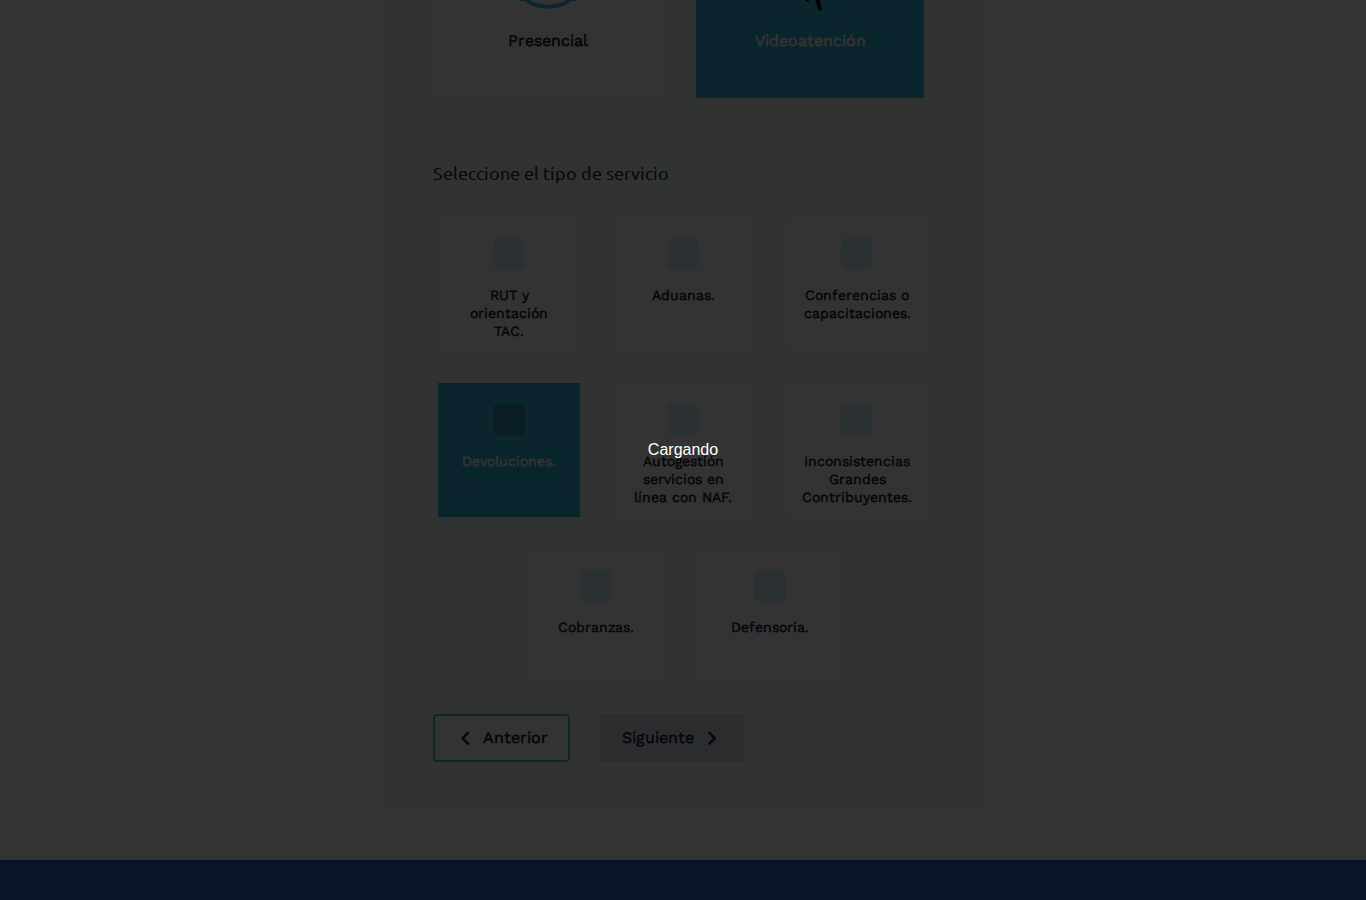 Presencial
Videoatención
Seleccione el tipo de servicio
RUT y
orientación
TAC.
Aduanas.
Conferencias o
capacitaciones.
Devoluciones.
Cargando
Autogestión
servicios en
línea con NAF.
Inconsistencias
Grandes
Contribuyentes.
Cobranzas.
Defensoría.
Anterior
Siguiente